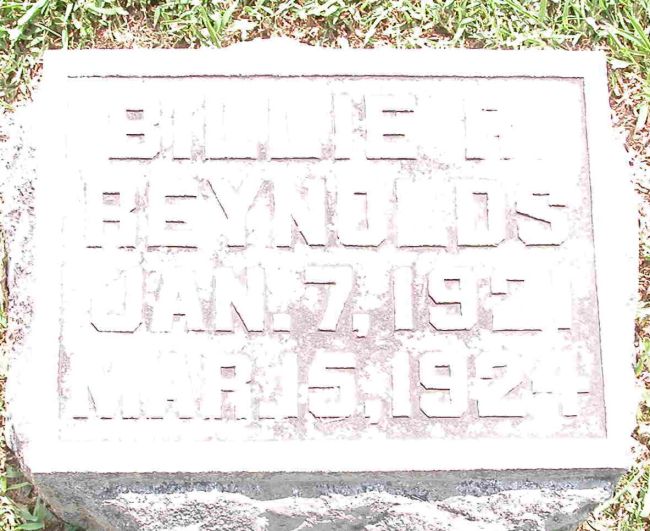 BILLIE R.
REYNOLDS
JAN. 7, 1921
MAR. 15, 1924